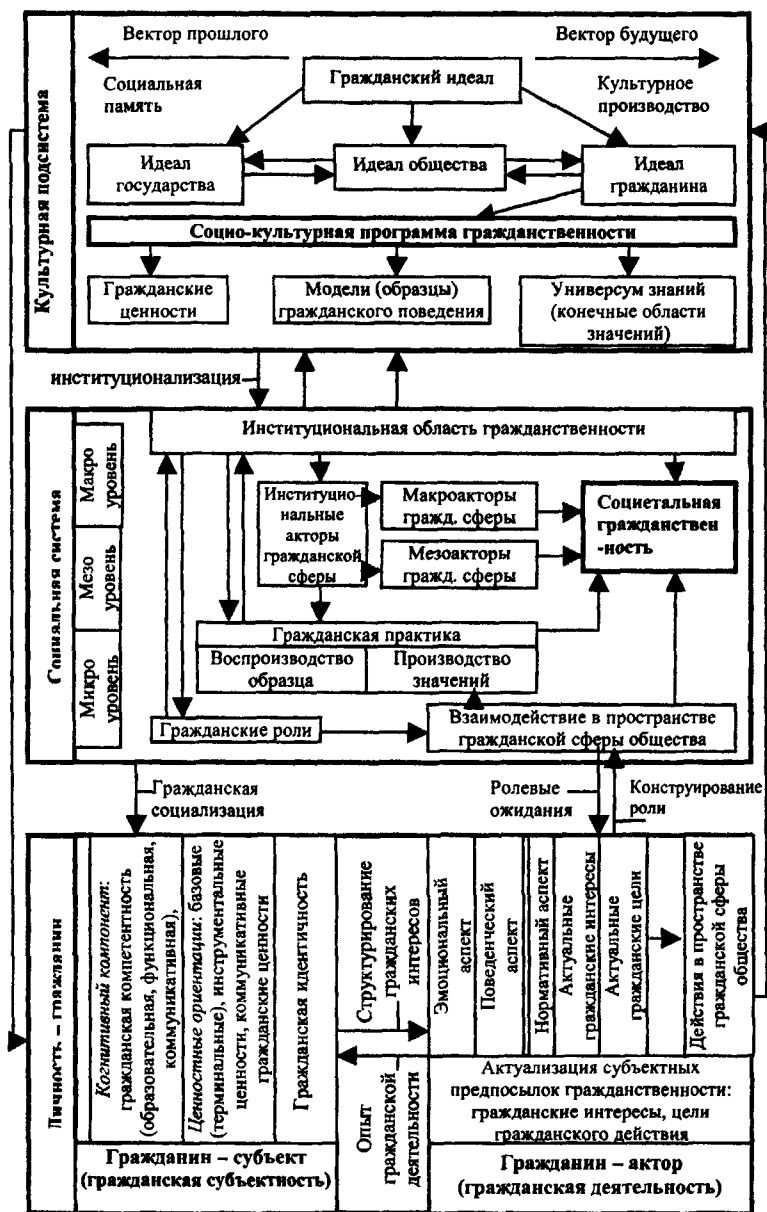 Культурная подсистема
Вектор прошлого
Вектор будущего
Социальная
память
Гражданский идеал
Культурное
производство
Идеал
государства
Идеал общества
Идеал
гражданина
Социо-культурная программа гражданственности
Гражданские
ценности
Модели (образцы)
гражданского поведения
Универсум знаний
(конечные области
значений)
институционализация
Социальная система
Макро
уровень
Мезо
уровень
Микро
уровень
Институциональная область гражданственности
Институцио-
нальные
акторы
гражданской
сферы
Макроакторы
гражд. сферы
Мезоакторы
гражд. сферы
Социетальная
гражданствен
-ность
Гражданская практика
Воспроизводство
образца
Производство
значений
Гражданские роли
Взаимодействие в пространстве
гражданской сферы общества
Гражданская
социализация
Ролевые
ожидания
Конструирование
роли
Личность – гражданин
Когнитивный компонент:
гражданская компетентность
(образовательная, функциональная,
коммуникативная),
Ценностные ориентации: базовые
(терминальные), инструментальные
ценности, коммуникативные
гражданские ценности
Гражданская идентичность
Структурирование
гражданских
интересов
Эмоциональный
аспект
Поведенческий
аспект
Нормативный аспект
Актуальные
гражданские интересы
Актуальные
гражданские цели
Действия в пространстве
гражданской сферы
общества
Опыт
гражданской
деятельности
Актуализация субъектных
предпосылок гражданственности:
гражданские интересы, цели
гражданского действия
Гражданин – субъект
(гражданская субъектность)
Гражданин – актор
(гражданская деятельность)